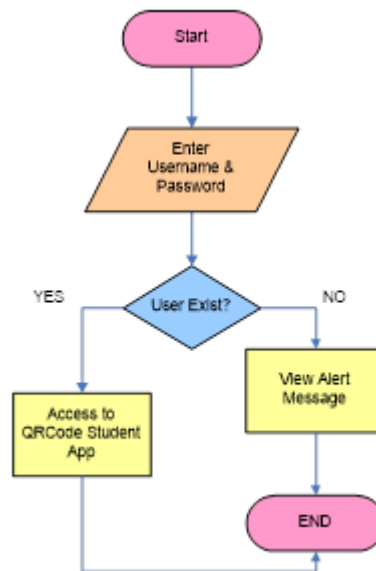 Start
Enter
Username &
Password
YES
User Exist?
NO
Access to
QRCode Student
App
View Alert
Message
END